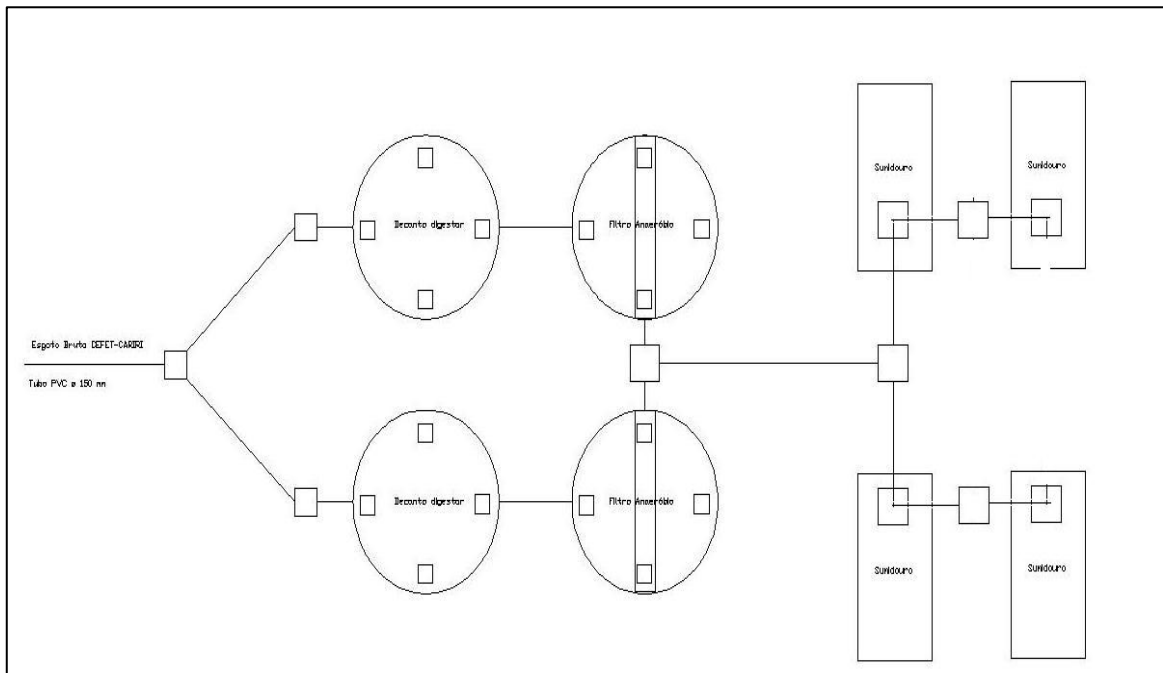 Sumidouro
Sumidouro
Decanto digestor
Filtro Anaeróbio
Esgoto Bruto CEFET-CARIRI
Tubo PVC ø 150 mm
Decanto digestor
Filtro Anaeróbio
Sumidouro
Sumidouro